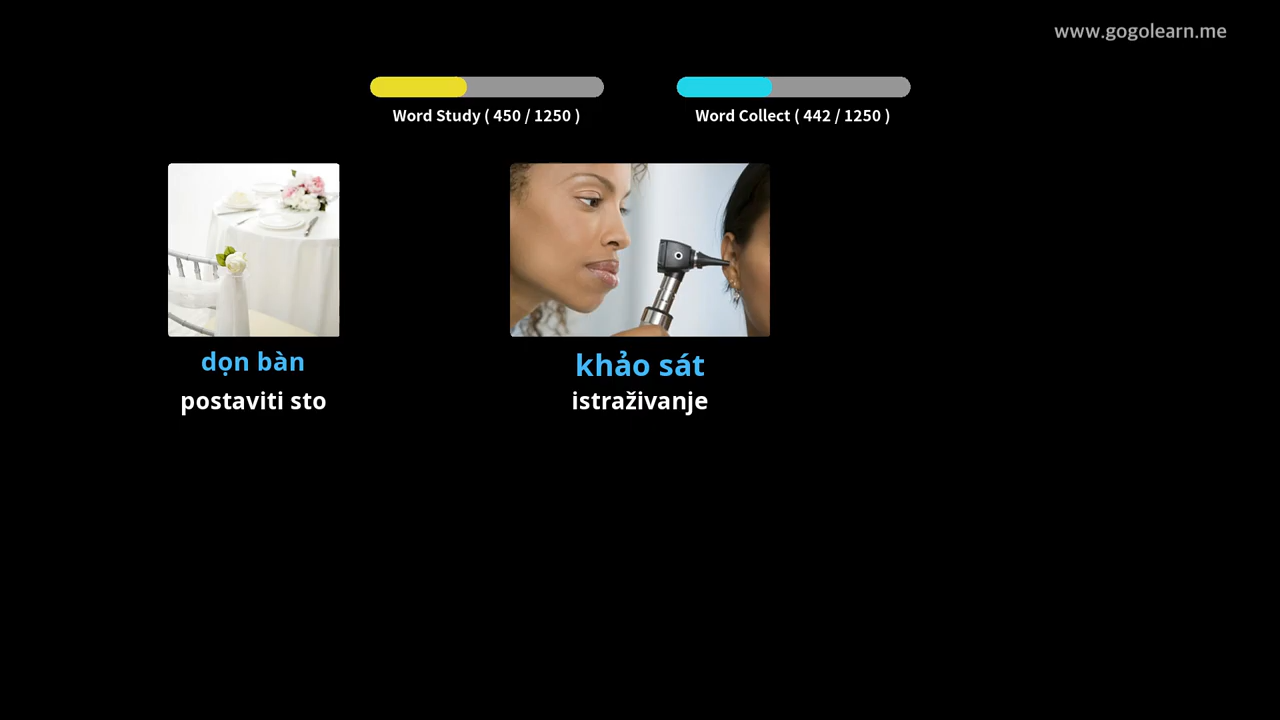 www.gogolearn.me
Word Study ( 450 / 1250 )
Word Collect ( 442 / 1250 )
dọn bàn
postaviti sto
khảo sát
istraživanje